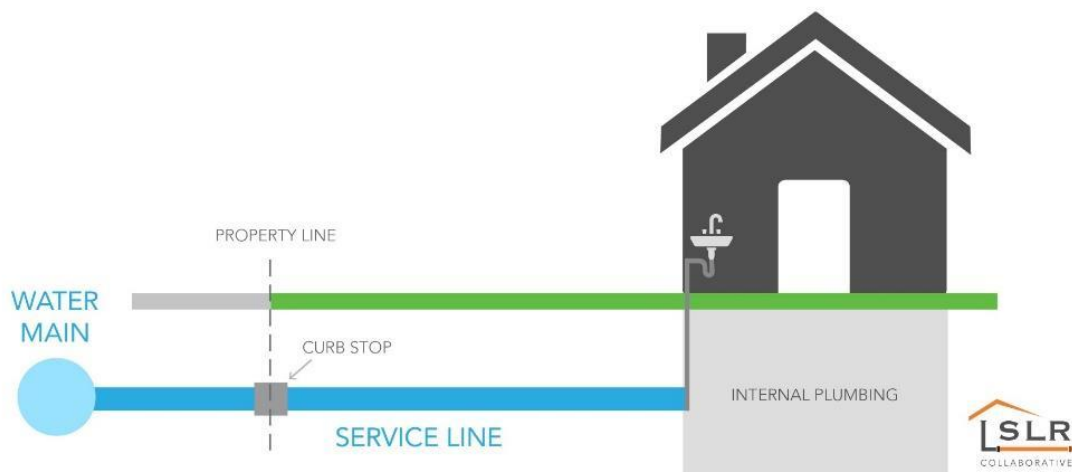 PROPERTY LINE
WATER
MAIN
CURB STOP
SERVICE LINE
INTERNAL PLUMBING
LSLR
COLLABORATIVE